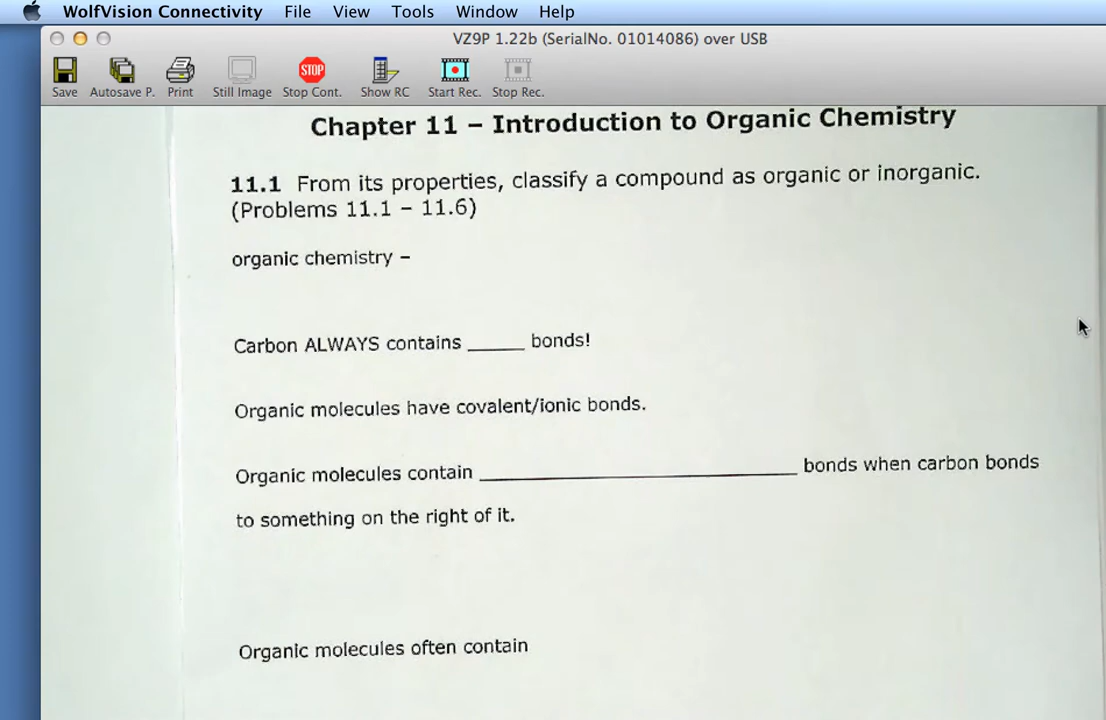 WolfVision Connectivity File View Tools Window Help
VZ9P 1.22b (SerialNo. 01014086) over USB
STOP
Save Autosave P. Print Still Image Stop Cont. Show RC Start Rec. Stop Rec.
Chapter 11 – Introduction to Organic Chemistry
11.1 From its properties, classify a compound as organic or inorganic.
(Problems 11.1 – 11.6)
organic chemistry –
Carbon ALWAYS contains _____ bonds!
Organic molecules have covalent/ionic bonds.
Organic molecules contain _____________________________ bonds when carbon bonds
to something on the right of it.
Organic molecules often contain